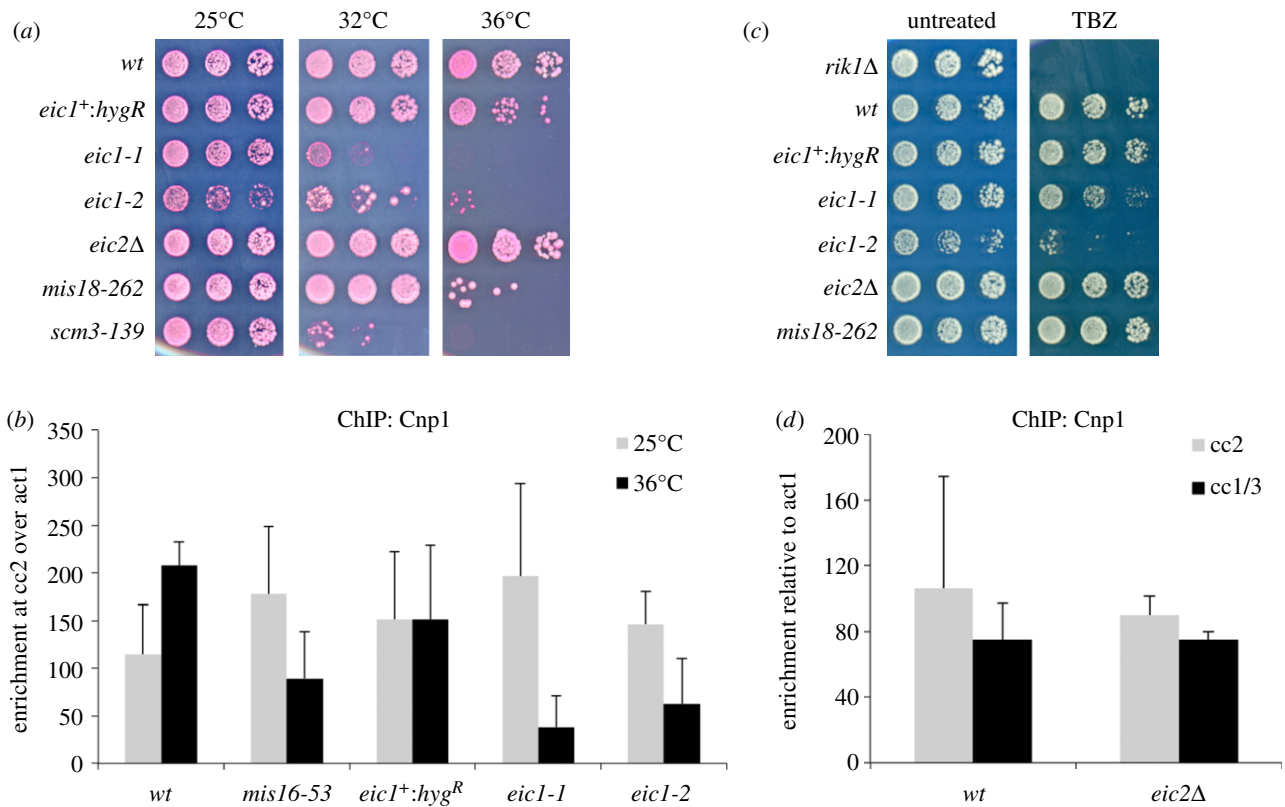 (a)
25°C 32°C 36°C
wt
eic1+:hygR
eic1-1
eic1-2
eic2Δ
mis18-262
scm3-139
(c)
untreated TBZ
rik1Δ
wt
eic1+:hygR
eic1-1
eic1-2
eic2Δ
mis18-262
(b)
ChIP: Cnp1
enrichment at cc2 over act1
350
300
250
200
150
100
50
0
25°C
36°C
wt mis16-53 eic1+:hygR eic1-1 eic1-2
(d)
ChIP: Cnp1
enrichment relative to act1
200
160
120
80
40
0
cc2
cc1/3
wt eic2Δ